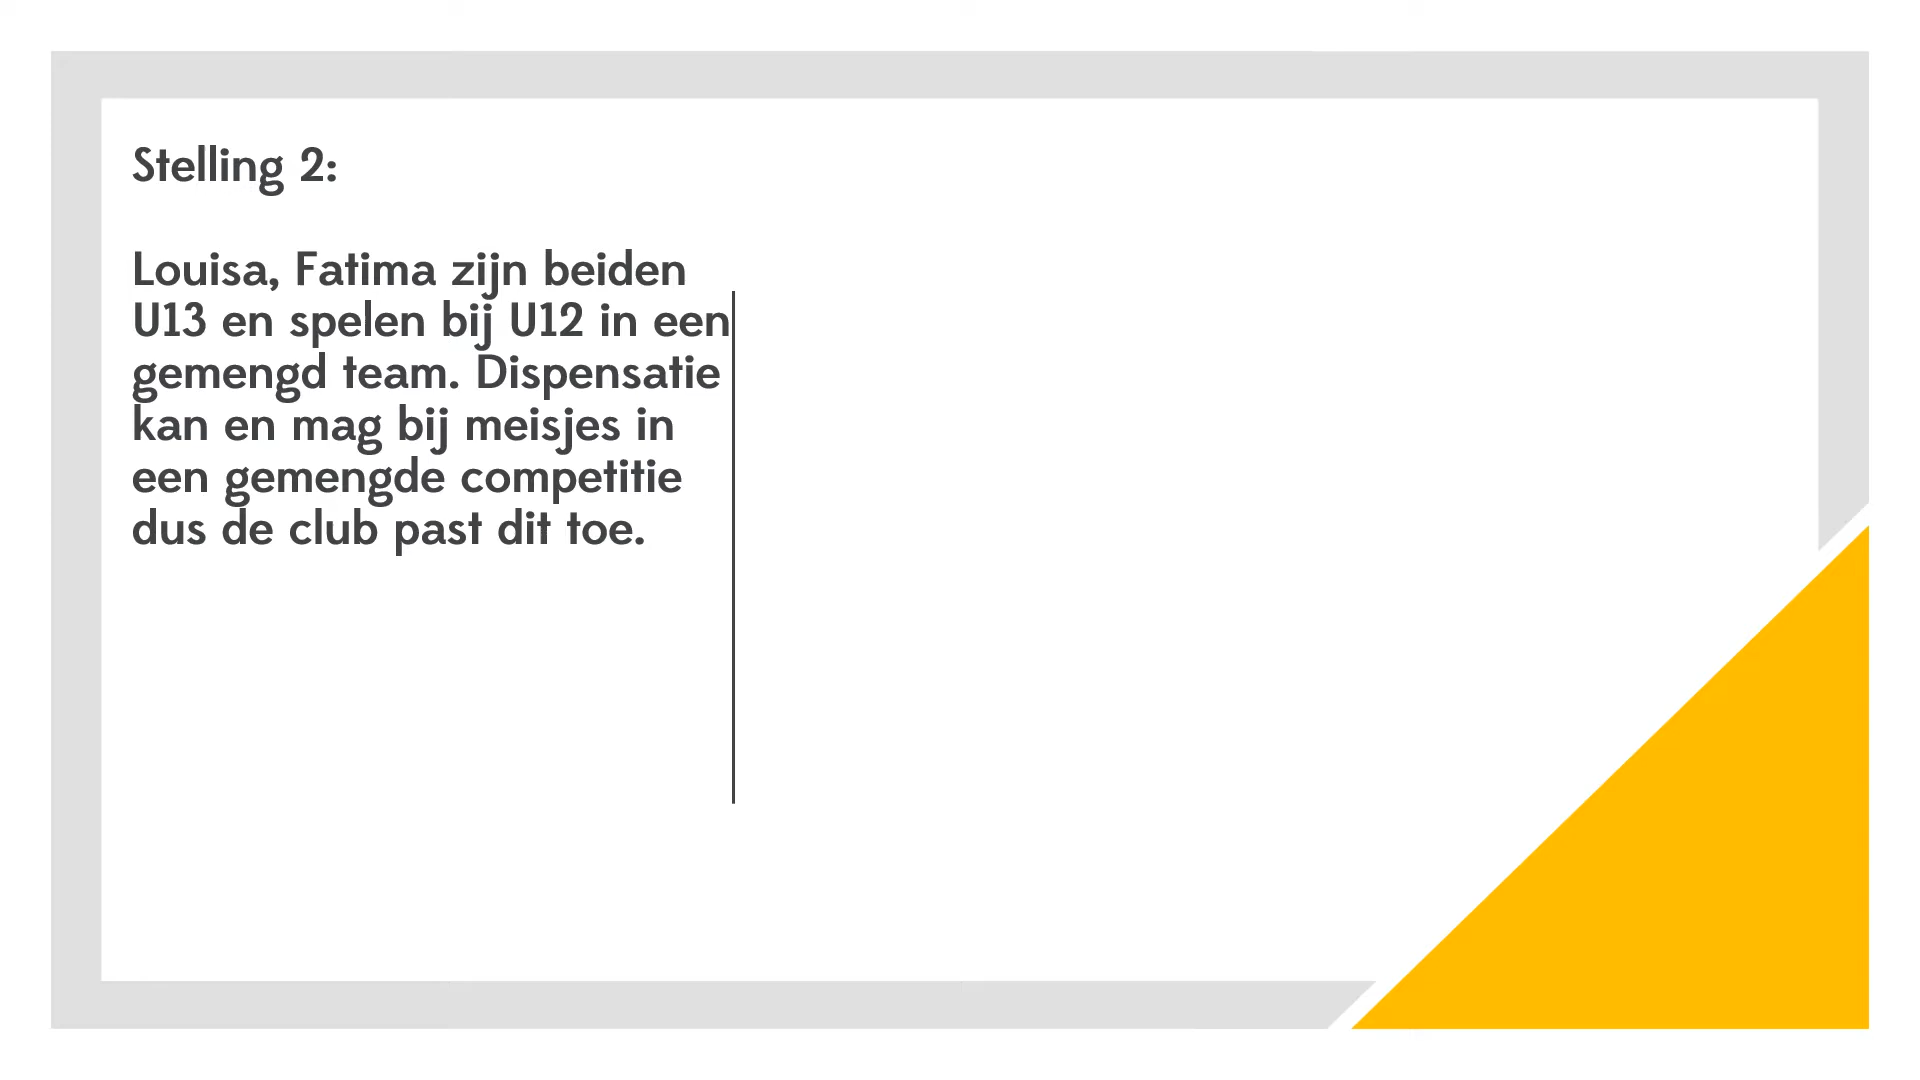 Stelling 2:
Louisa, Fatima zijn beiden
U13 en spelen bij U12 in een
gemengd team. Dispensatie
kan en mag bij meisjes in
een gemengde competitie
dus de club past dit toe.